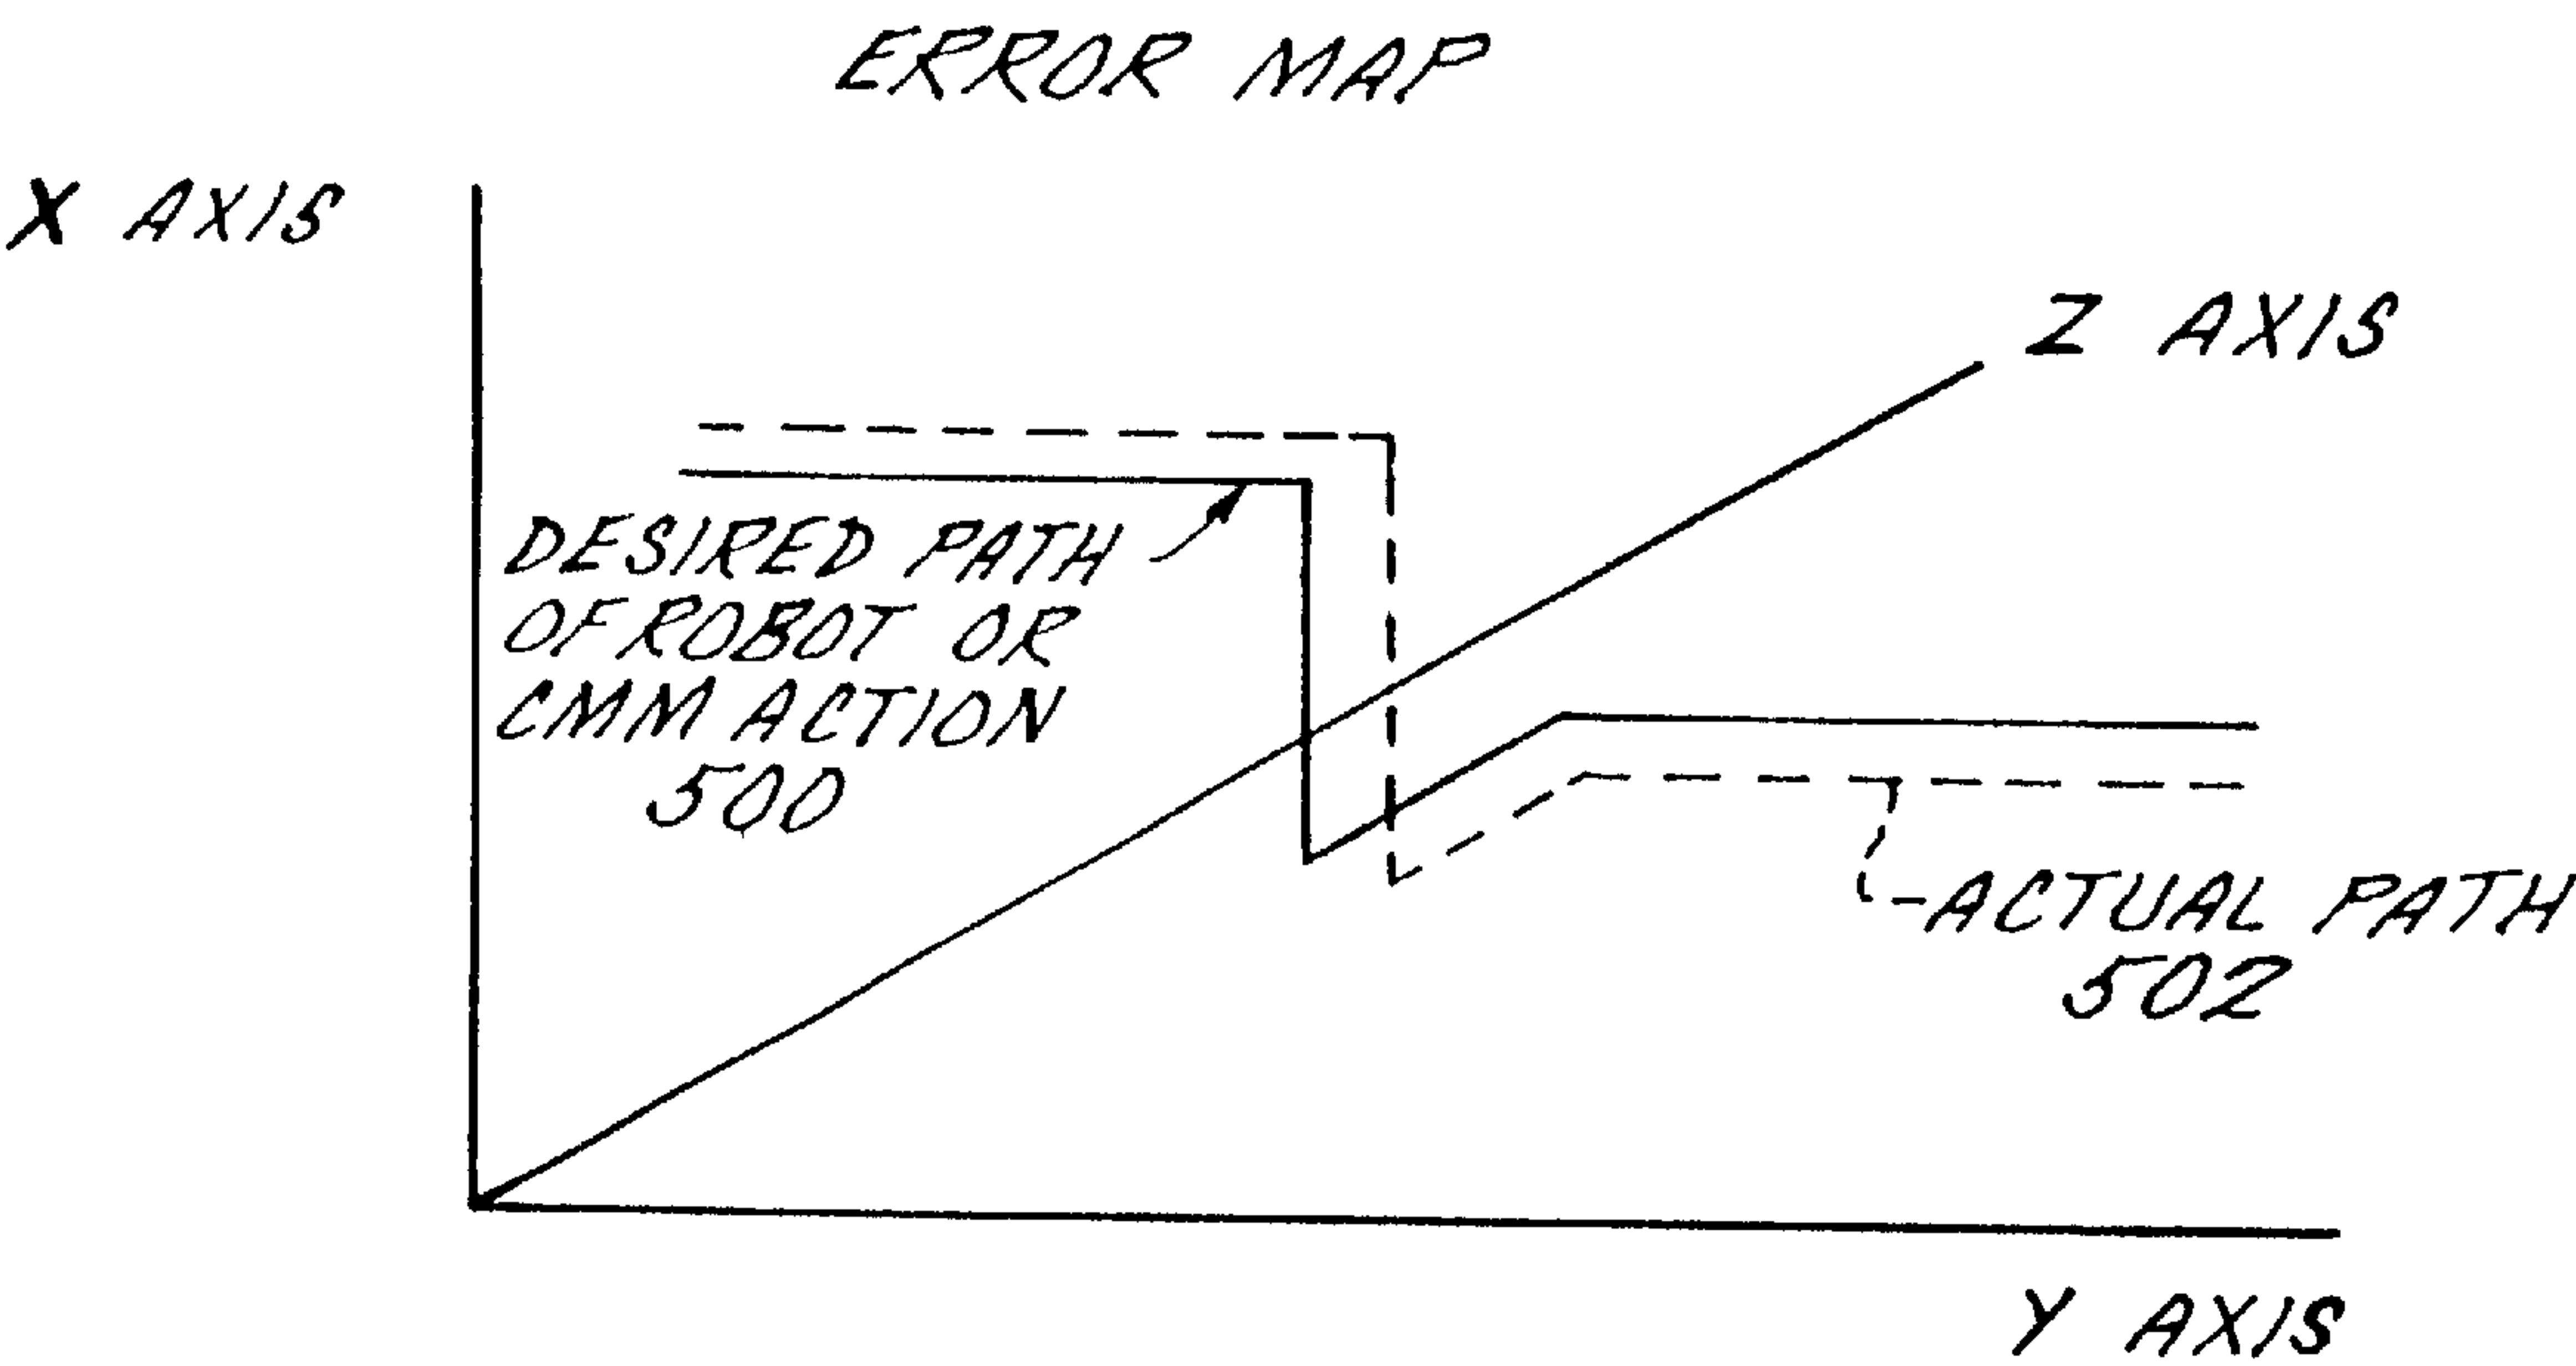 ERROR MAP
X AXIS
Z AXIS
DESIRED PATH
OF ROBOT OR
CMM ACTION
500
ACTUAL PATH
502
Y AXIS